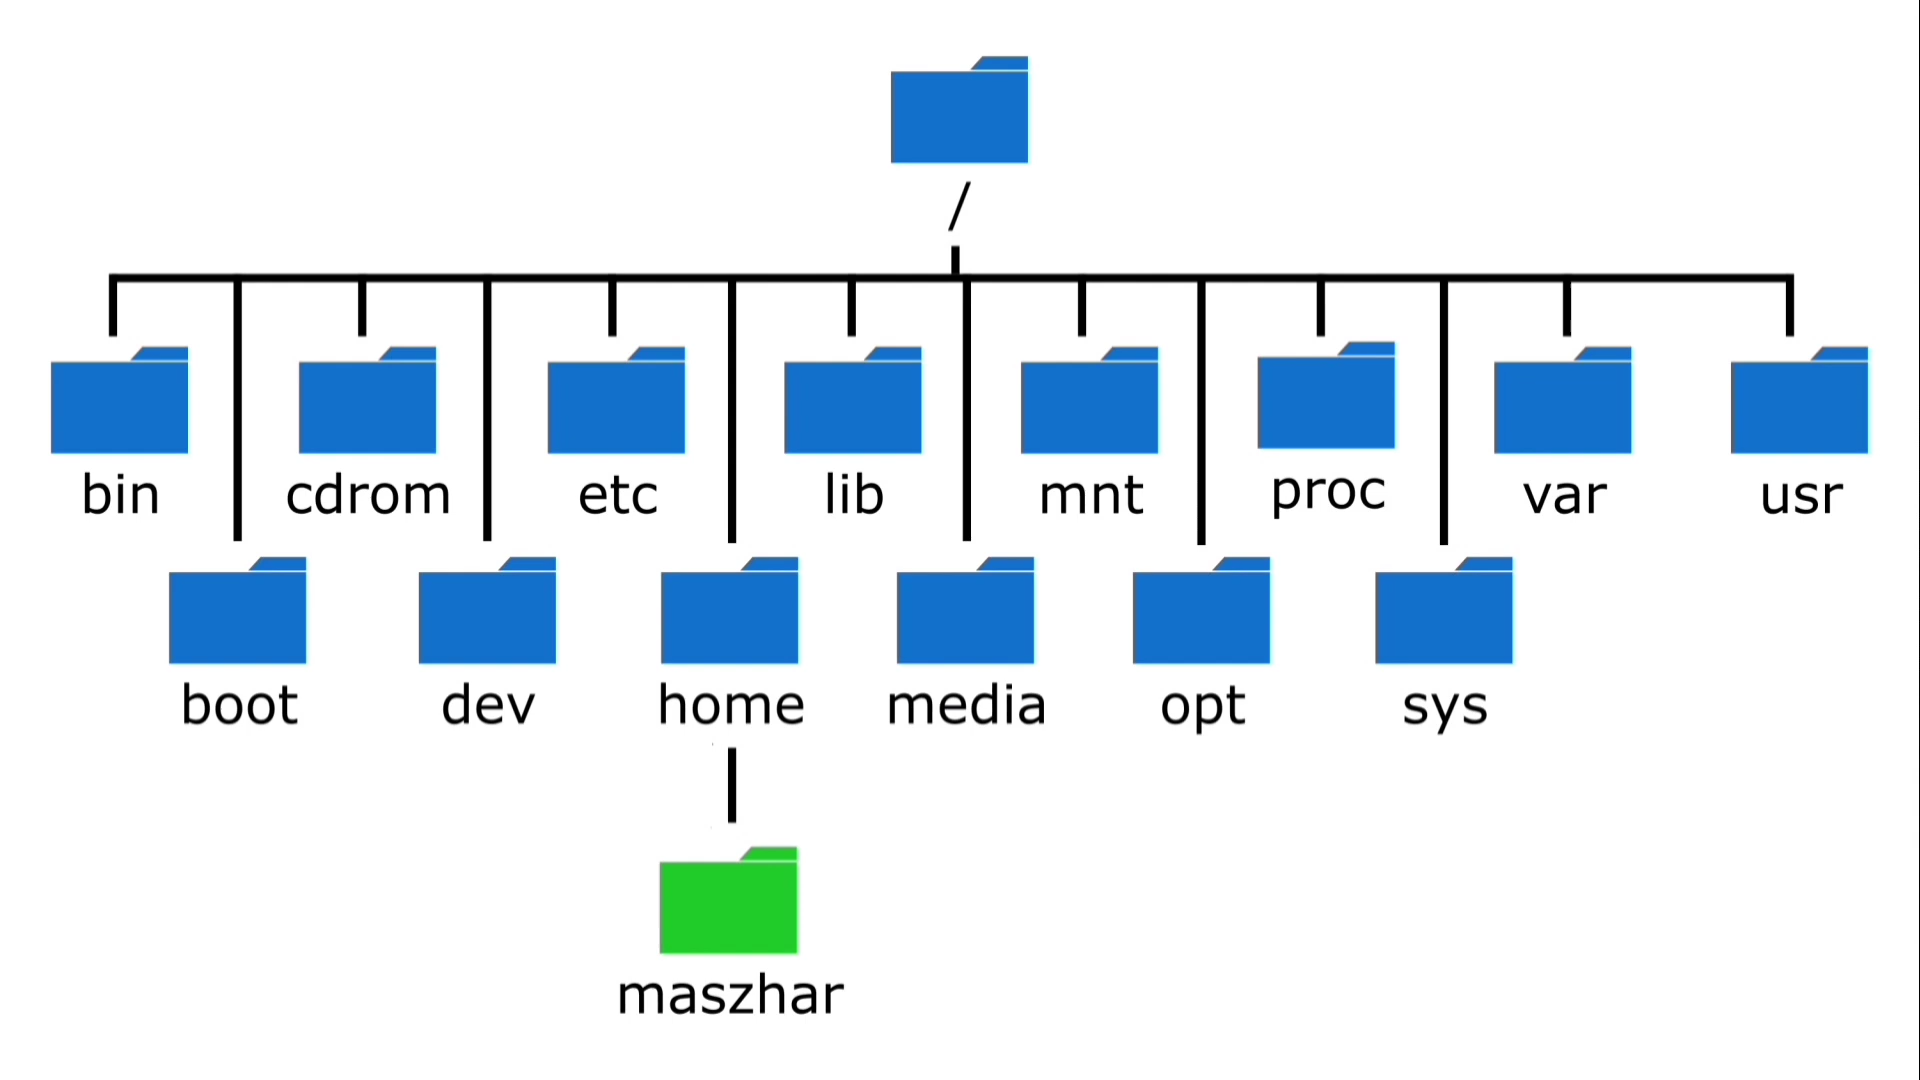 /
bin
cdrom
etc
lib
mnt
proc
var
usr
boot
dev
home
media
opt
sys
maszhar